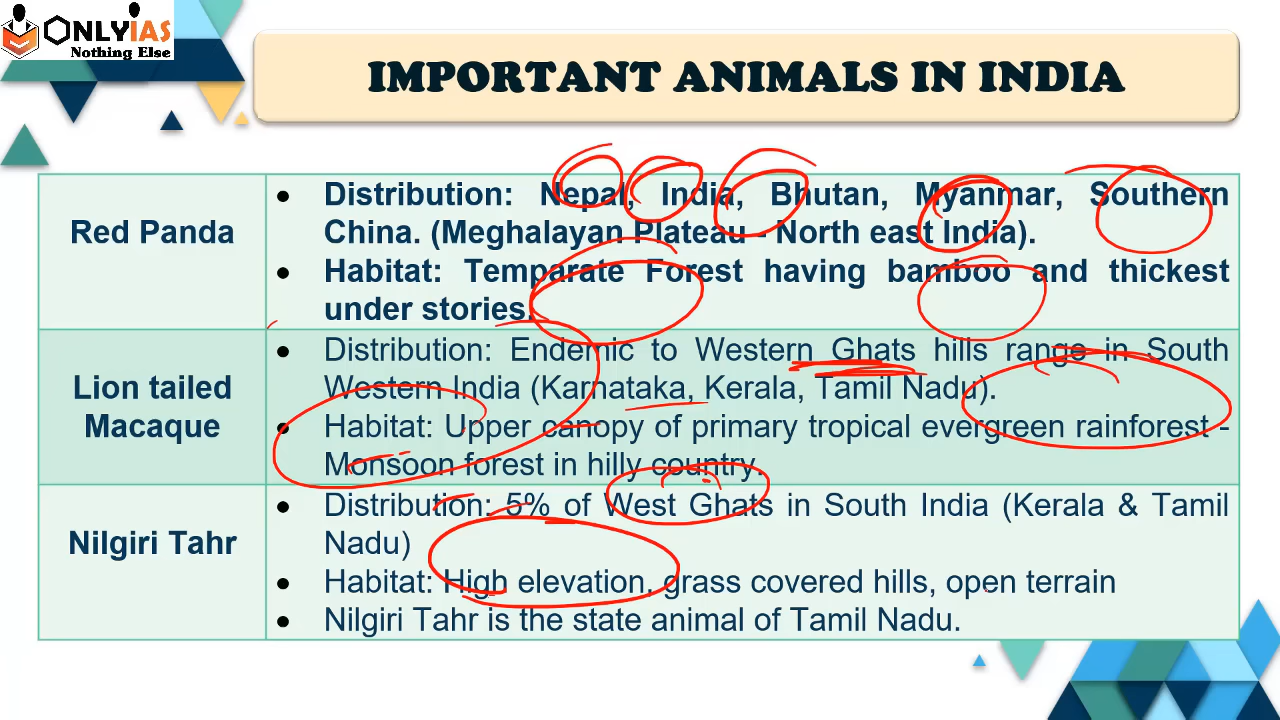 ONLYIAS
Nothing Else
IMPORTANT ANIMALS IN INDIA
Red Panda
• Distribution: Nepal, India, Bhutan, Myanmar, Southern
China. (Meghalayan Plateau - North east India).
• Habitat: Temparate Forest having bamboo and thickest
under stories.
Lion tailed
Macaque
• Distribution: Endemic to Western Ghats hills range in South
Western India (Karnataka, Kerala, Tamil Nadu).
• Habitat: Upper canopy of primary tropical evergreen rainforest -
Monsoon forest in hilly country.
Nilgiri Tahr
• Distribution: 5% of West Ghats in South India (Kerala & Tamil
Nadu)
• Habitat: High elevation, grass covered hills, open terrain
• Nilgiri Tahr is the state animal of Tamil Nadu.